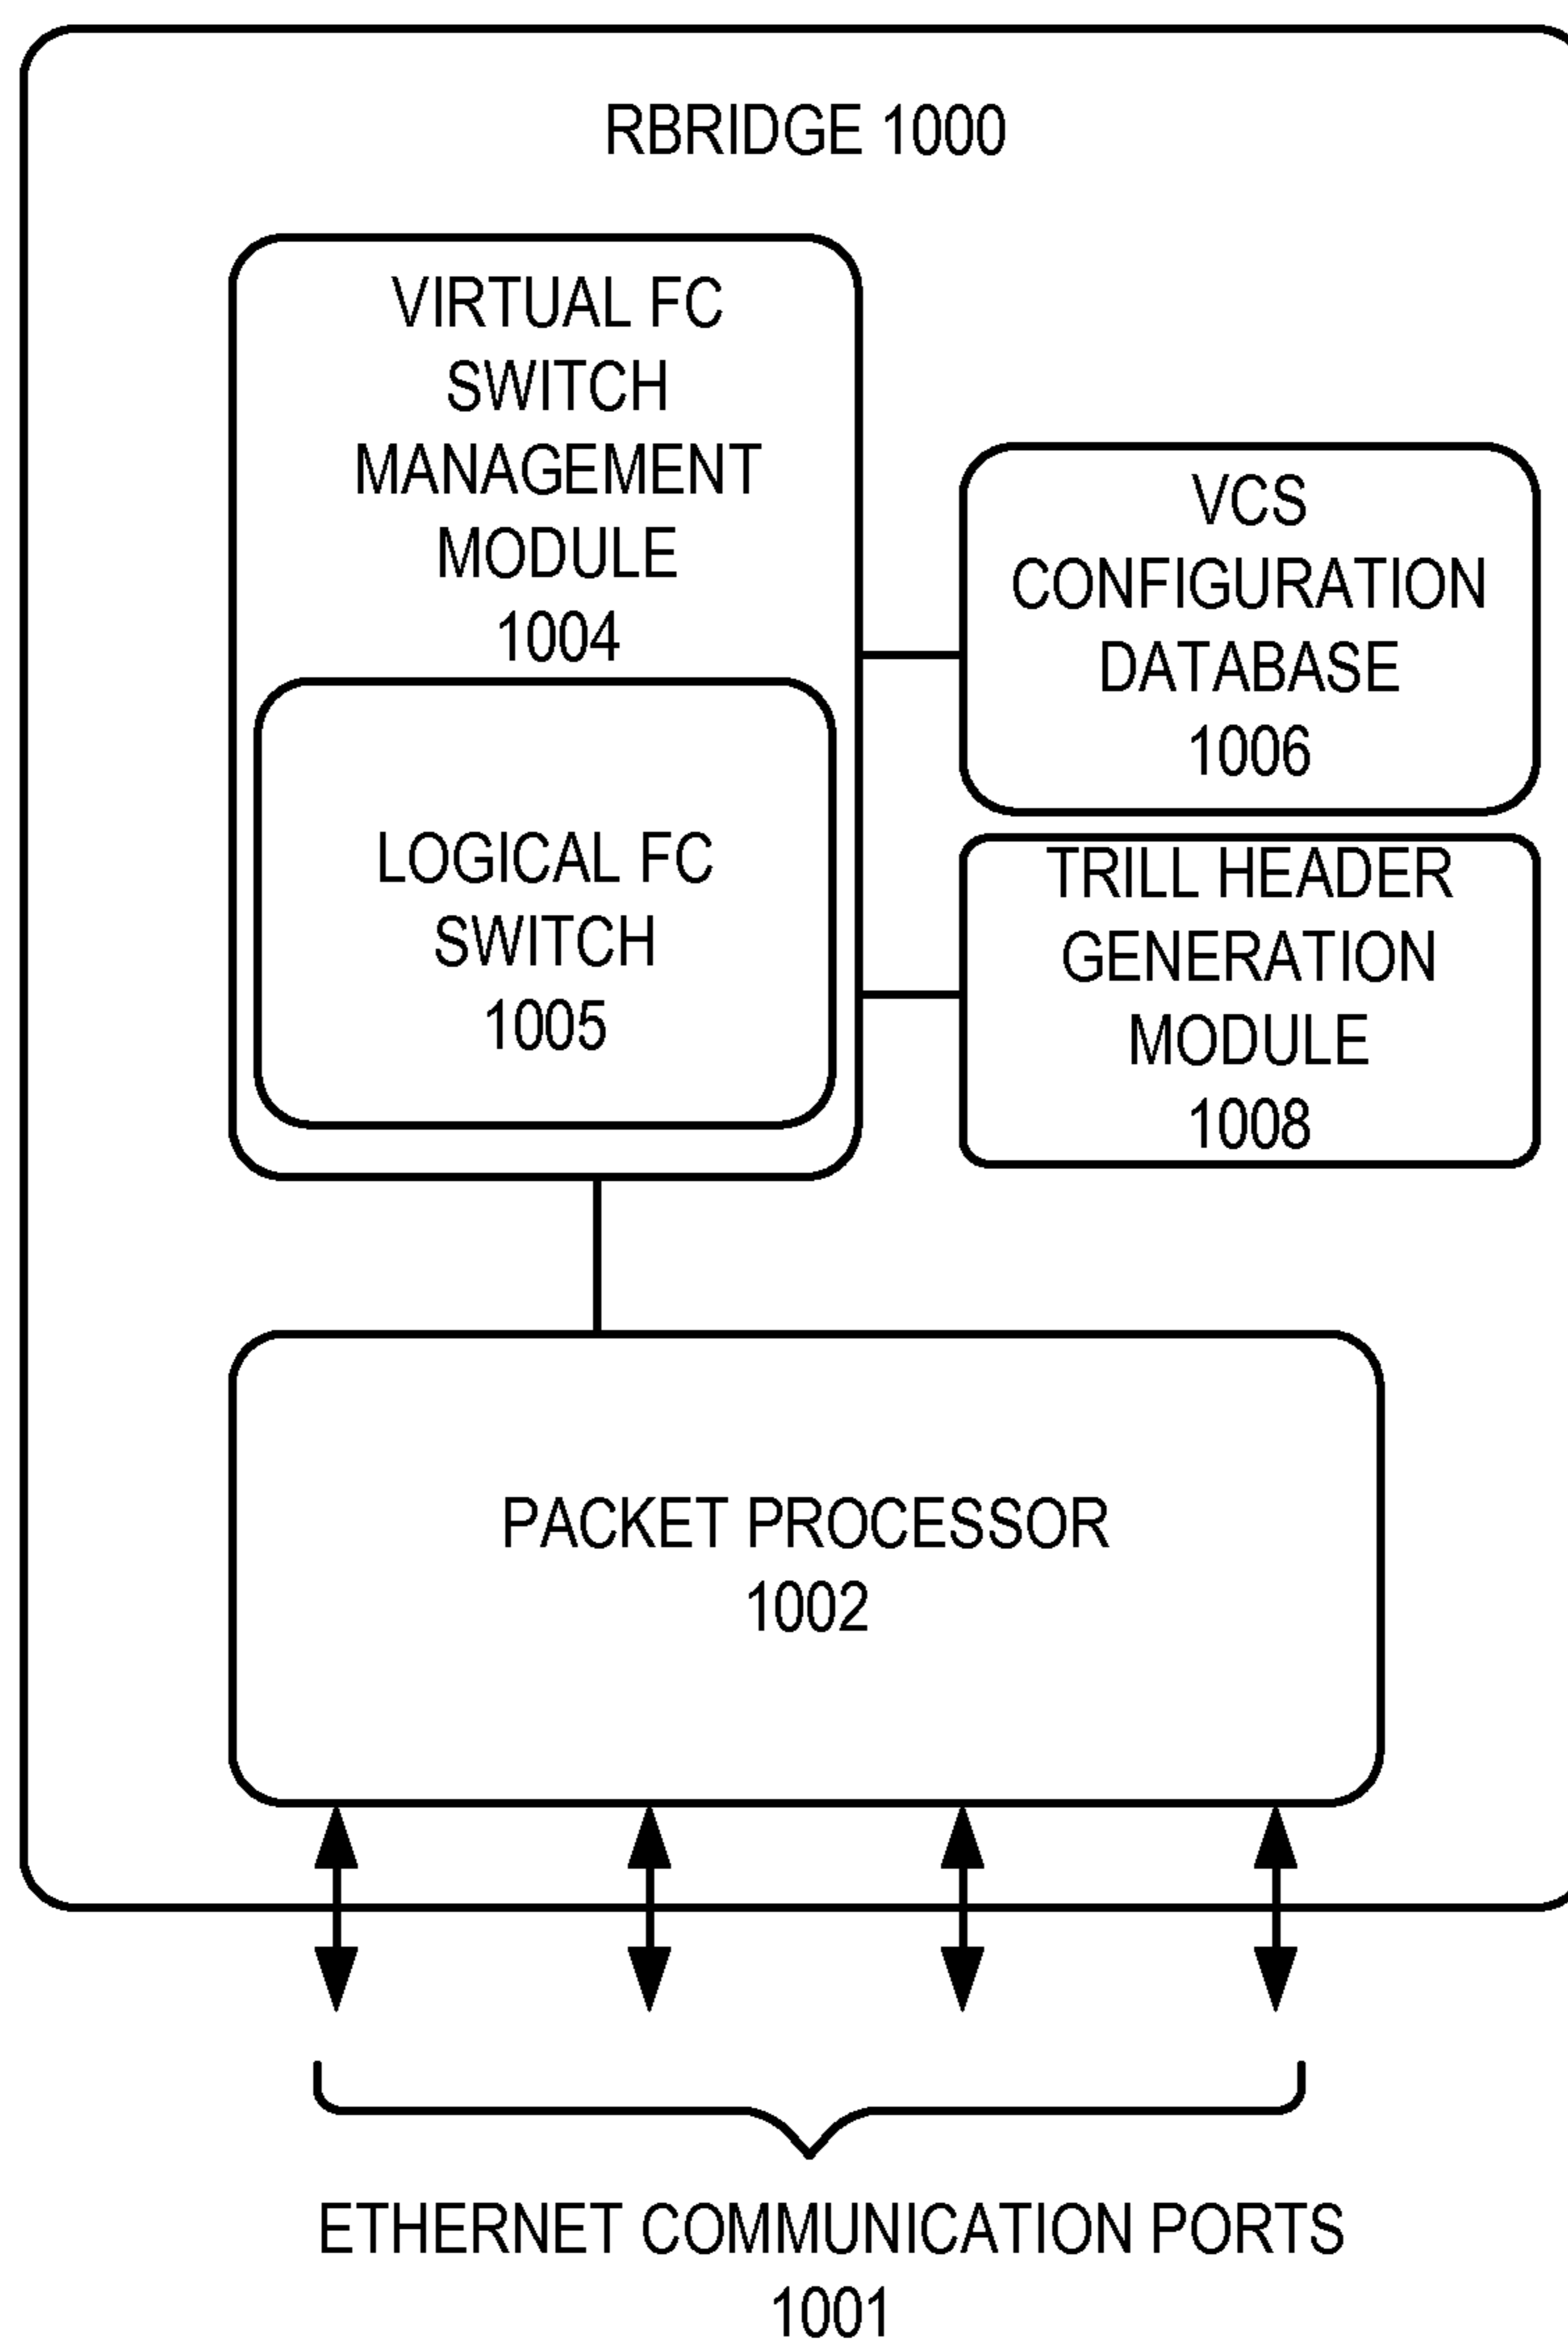 RBRIDGE 1000
VIRTUAL FC
SWITCH
MANAGEMENT
MODULE
1004
LOGICAL FC
SWITCH
1005
VCS
CONFIGURATION
DATABASE
1006
TRILL HEADER
GENERATION
MODULE
1008
PACKET PROCESSOR
1002
ETHERNET COMMUNICATION PORTS
1001